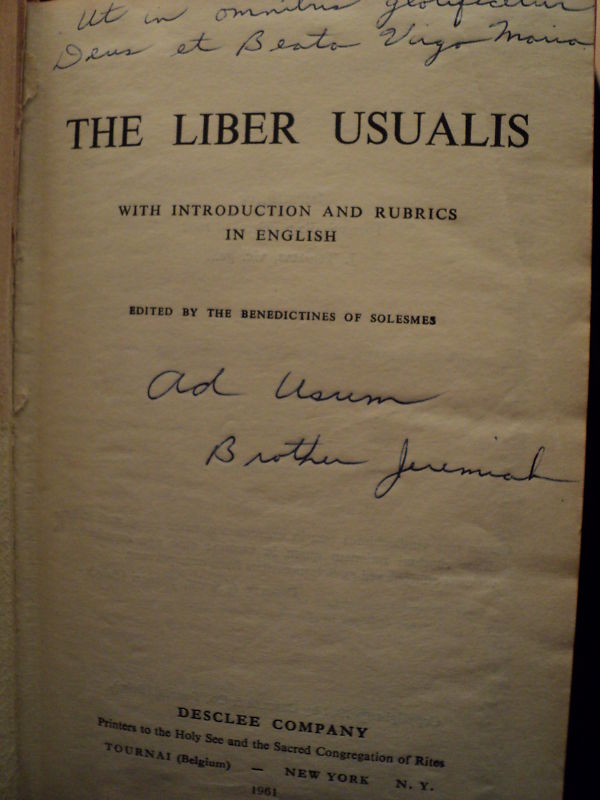 Ut in omnibus glorificetur
Deus et Beata Virgo Maria
THE LIBER USUALIS
WITH INTRODUCTION AND RUBRICS
IN ENGLISH
EDITED BY THE BENEDICTINES OF SOLESMES
Ad Usum
Brother Jeremiah
DESCLEE COMPANY
Printers to the Holy See and the Sacred Congregation of Rites
TOURNAI (Belgium) — NEW YORK N. Y.
1961